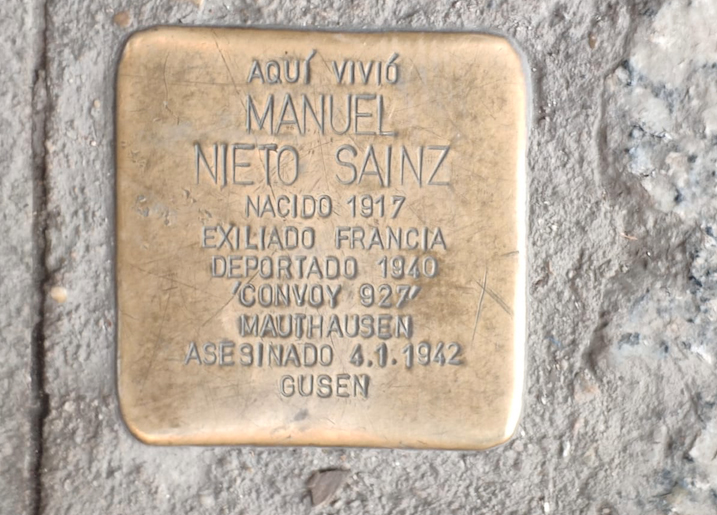 AQUÍ VIVIÓ
MANUEL
NIETO SAINZ
NACIDO 1917
EXILIADO FRANCIA
DEPORTADO 1940
'CONVOY 927'
MAUTHAUSEN
ASESINADO 4.1.1942
GUSEN